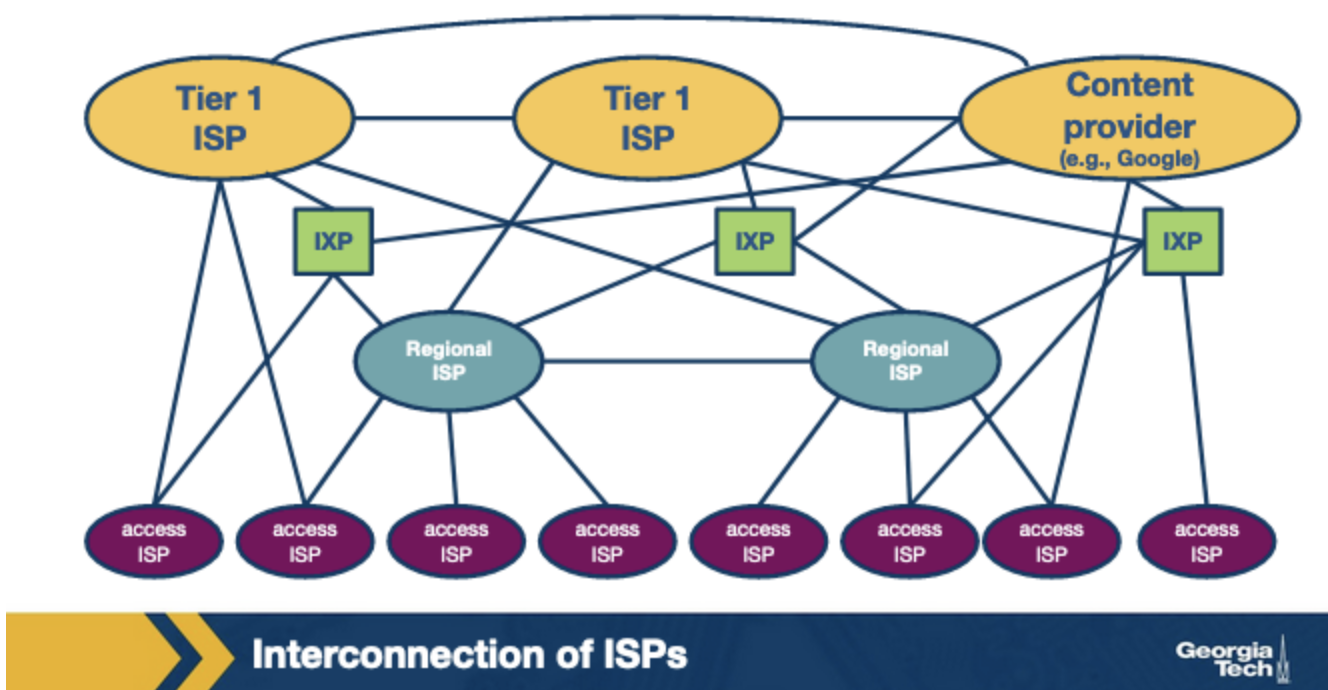 Tier 1
ISP
Tier 1
ISP
Content
provider
(e.g., Google)
IXP
IXP
IXP
Regional
ISP
Regional
ISP
access
ISP
access
ISP
access
ISP
access
ISP
access
ISP
access
ISP
access
ISP
access
ISP
Interconnection of ISPs
Georgia
Tech